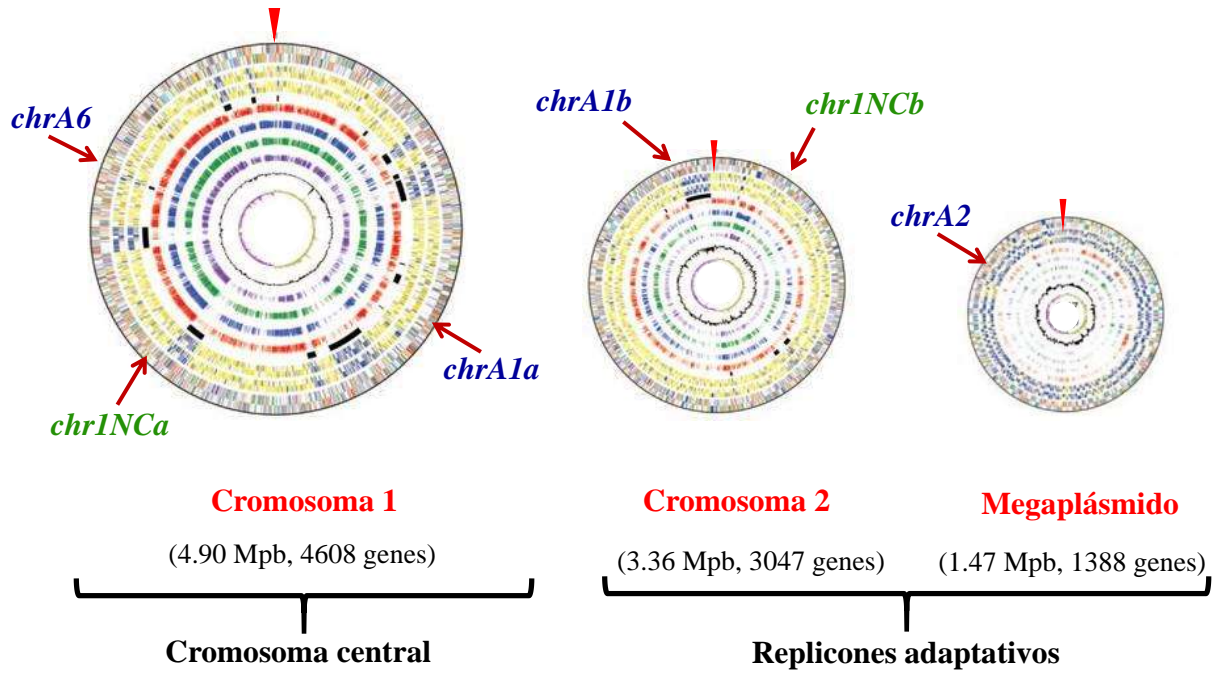 chrA6
chrA1b
chr1NCb
chrA2
chrA1a
chr1NCa
Cromosoma 1
(4.90 Mpb, 4608 genes)
Cromosoma central
Cromosoma 2
(3.36 Mpb, 3047 genes)
Megaplásmido
(1.47 Mpb, 1388 genes)
Replicones adaptativos